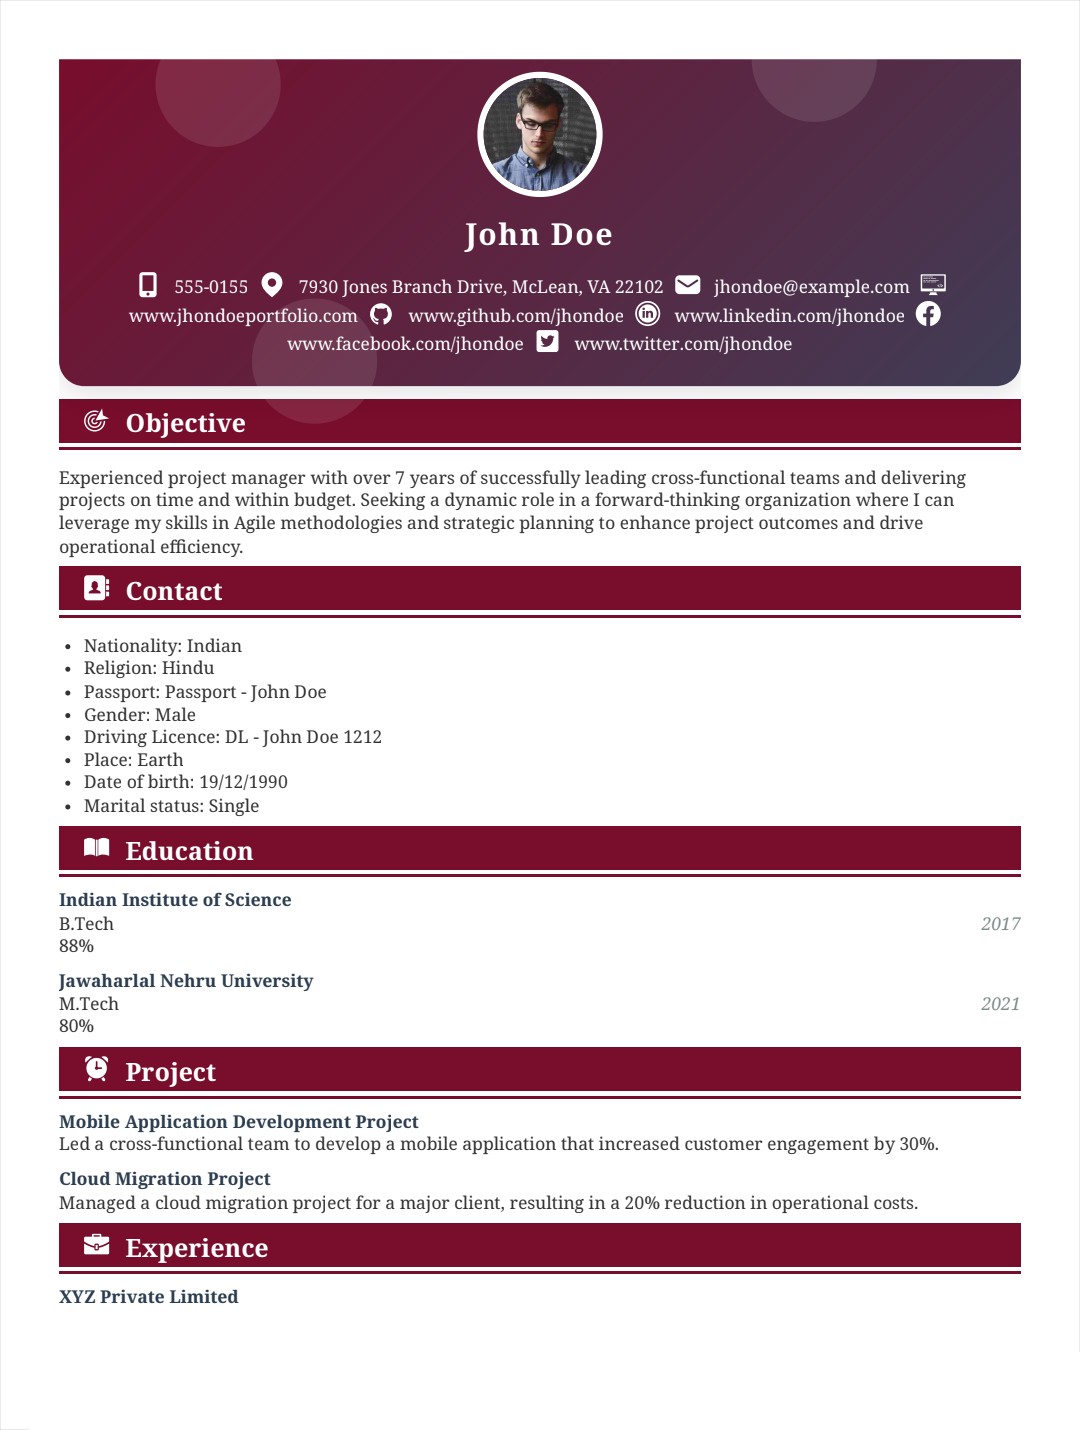 John Doe
555-0155 7930 Jones Branch Drive, McLean, VA 22102 jhondoe@example.com
www.jhondoeportfolio.com www.github.com/jhondoe www.linkedin.com/jhondoe
www.facebook.com/jhondoe www.twitter.com/jhondoe
Objective
Experienced project manager with over 7 years of successfully leading cross-functional teams and delivering
projects on time and within budget. Seeking a dynamic role in a forward-thinking organization where I can
leverage my skills in Agile methodologies and strategic planning to enhance project outcomes and drive
operational efficiency.
Contact
• Nationality: Indian
• Religion: Hindu
• Passport: Passport - John Doe
• Gender: Male
• Driving Licence: DL - John Doe 1212
• Place: Earth
• Date of birth: 19/12/1990
• Marital status: Single
Education
Indian Institute of Science
B.Tech 2017
88%
Jawaharlal Nehru University
M.Tech 2021
80%
Project
Mobile Application Development Project
Led a cross-functional team to develop a mobile application that increased customer engagement by 30%.
Cloud Migration Project
Managed a cloud migration project for a major client, resulting in a 20% reduction in operational costs.
Experience
XYZ Private Limited